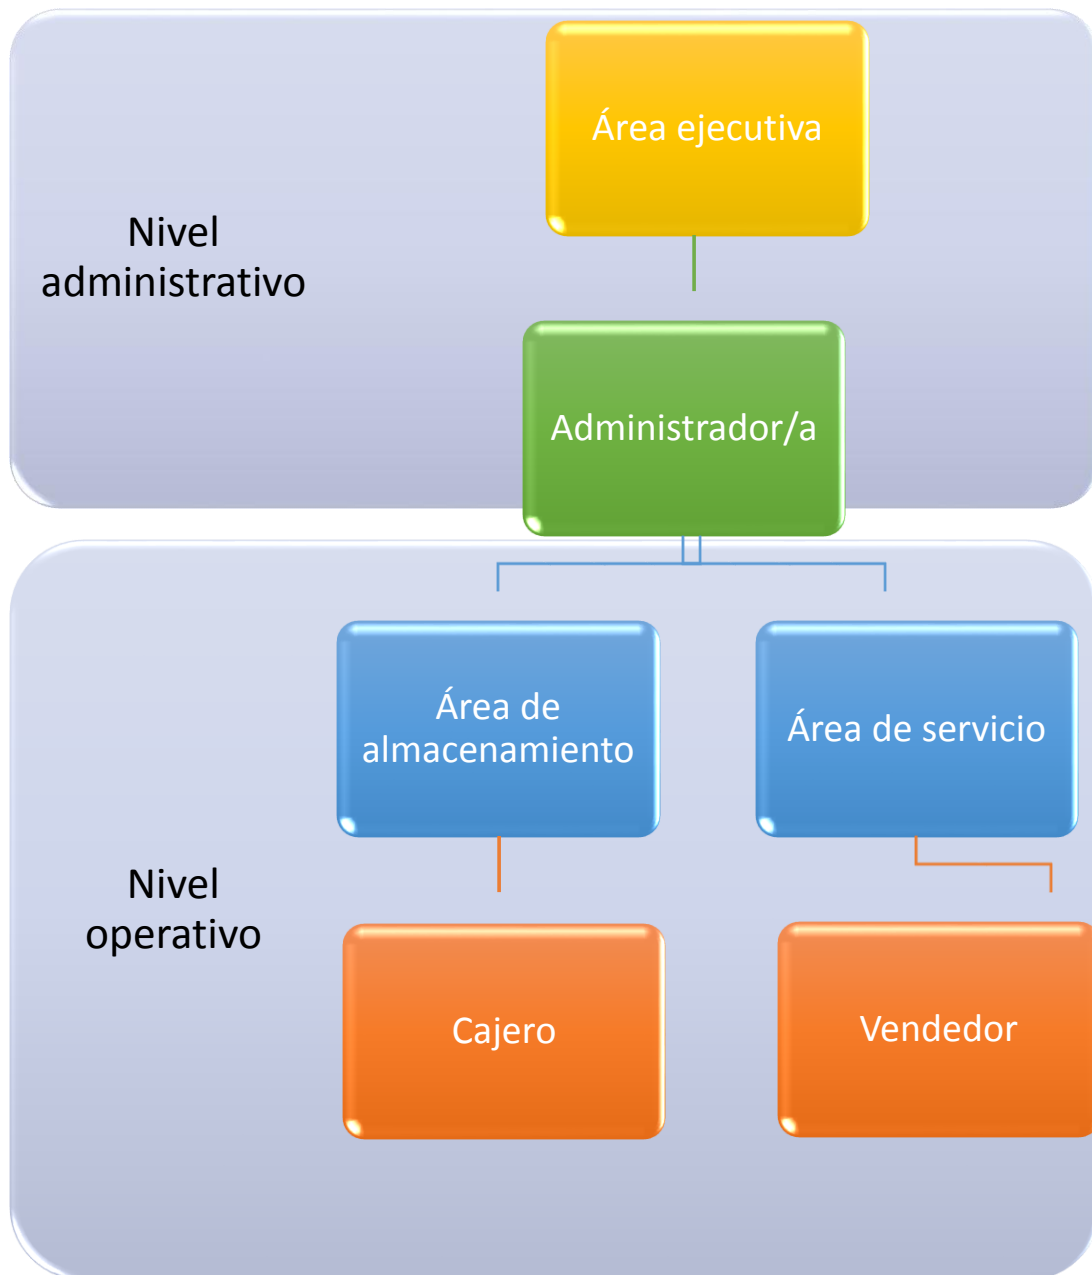 Área ejecutiva
Nivel
administrativo
Administrador/a
Área de
almacenamiento
Área de servicio
Nivel
operativo
Cajero
Vendedor